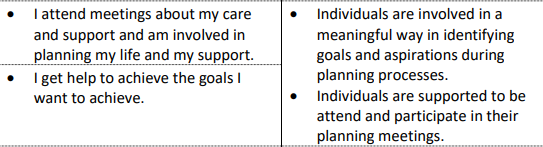 • I attend meetings about my care
and support and am involved in
planning my life and my support.
• I get help to achieve the goals I
want to achieve.
• Individuals are involved in a
meaningful way in identifying
goals and aspirations during
planning processes.
• Individuals are supported to be
attend and participate in their
planning meetings.